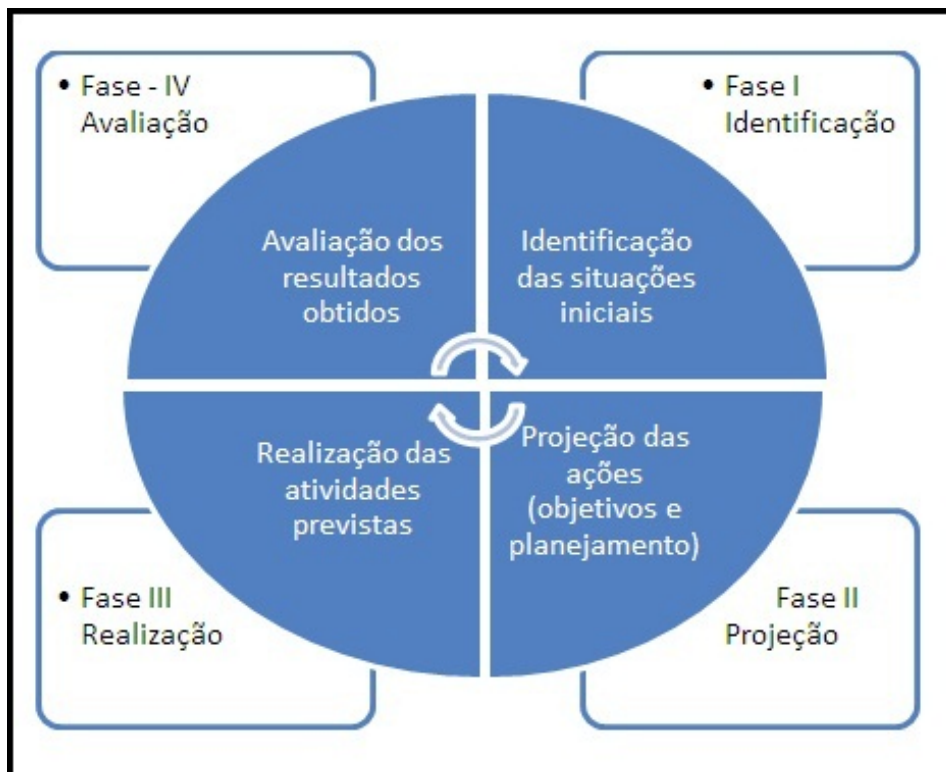 • Fase - IV
Avaliação
• Fase I
Identificação
Avaliação dos
resultados
obtidos
Identificação
das situações
iniciais
Realização das
atividades
previstas
Projeção das
ações
(objetivos e
planejamento)
• Fase III
Realização
Fase II
Projeção